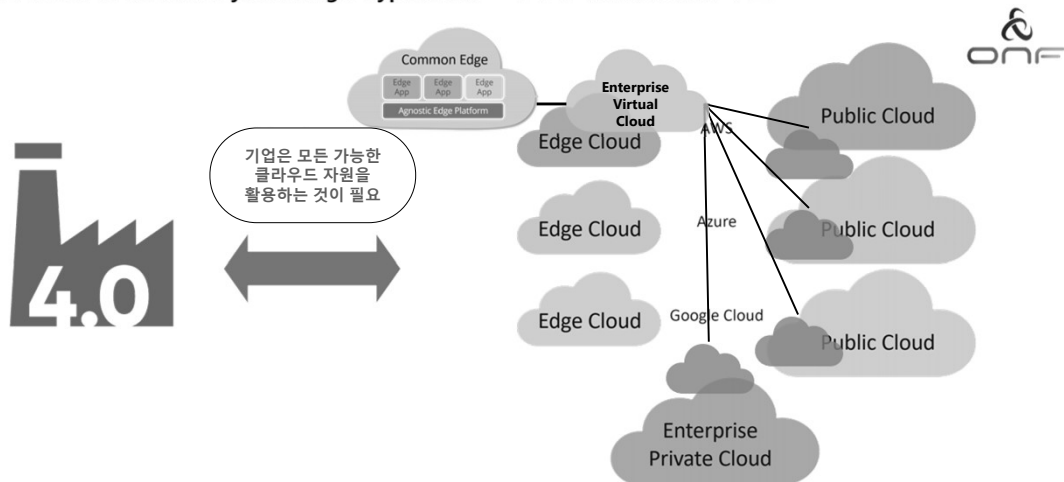 ONF
Common Edge
Edge App
Edge App
Edge App
Agnostic Edge Platform
Enterprise
Virtual
Cloud
AWS
Public Cloud
Edge Cloud
기업은 모든 가능한
클라우드 자원을
활용하는 것이 필요
Edge Cloud
Azure
Public Cloud
4.0
Edge Cloud
Google Cloud
Public Cloud
Enterprise
Private Cloud